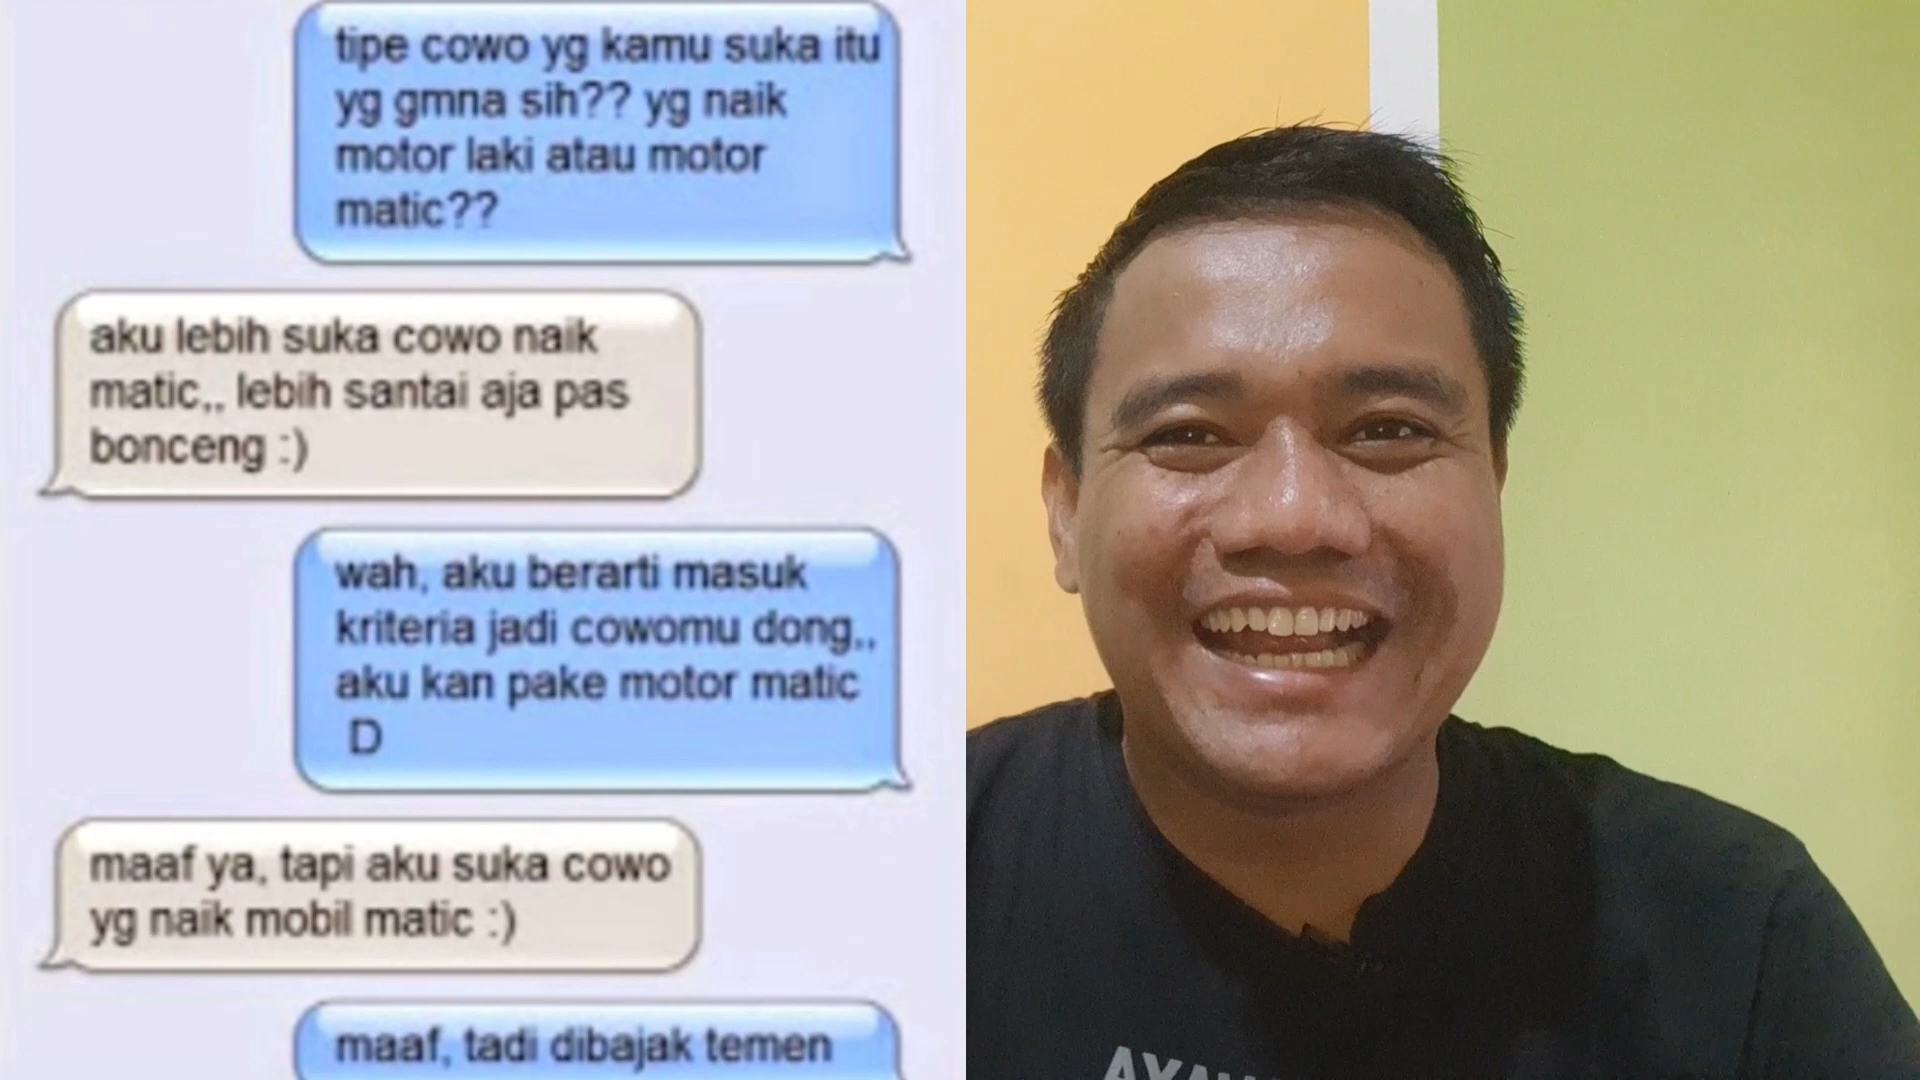 tipe cowo yg kamu suka itu
yg gmna sih?? yg naik
motor laki atau motor
matic??
aku lebih suka cowo naik
matic,, lebih santai aja pas
bonceng :)
wah, aku berarti masuk
kriteria jadi cowomu dong,,
aku kan pake motor matic
D
maaf ya, tapi aku suka cowo
yg naik mobil matic :)
maaf, tadi dibajak temen